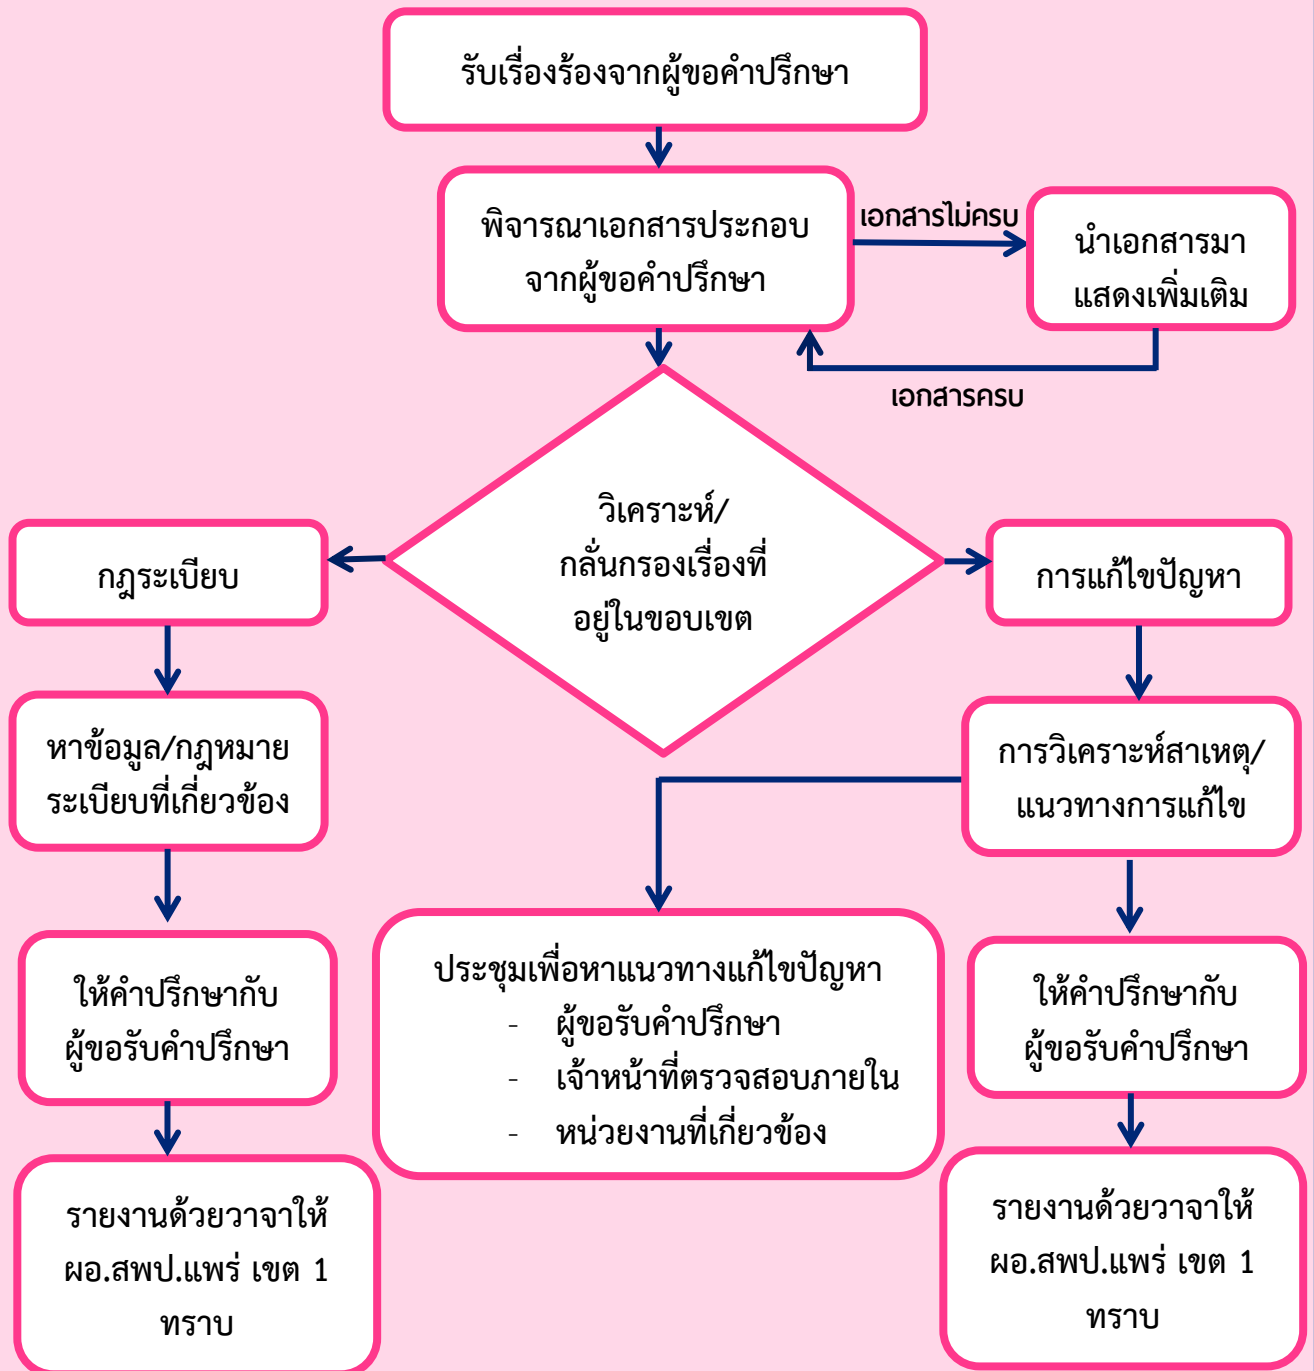 รับเรื่องร้องจากผู้ขอคำปรึกษา
พิจารณาเอกสารประกอบ
จากผู้ขอคำปรึกษา
เอกสารไม่ครบ
นำเอกสารมา
แสดงเพิ่มเติม
เอกสารครบ
วิเคราะห์/
กลั่นกรองเรื่องที่
อยู่ในขอบเขต
กฎระเบียบ
การแก้ไขปัญหา
หาข้อมูล/กฎหมาย
ระเบียบที่เกี่ยวข้อง
การวิเคราะห์สาเหตุ/
แนวทางการแก้ไข
ให้คำปรึกษากับ
ผู้ขอรับคำปรึกษา
ประชุมเพื่อหาแนวทางแก้ไขปัญหา
- ผู้ขอรับคำปรึกษา
- เจ้าหน้าที่ตรวจสอบภายใน
- หน่วยงานที่เกี่ยวข้อง
ให้คำปรึกษากับ
ผู้ขอรับคำปรึกษา
รายงานด้วยวาจาให้
ผอ.สพป.แพร่ เขต 1
ทราบ
รายงานด้วยวาจาให้
ผอ.สพป.แพร่ เขต 1
ทราบ